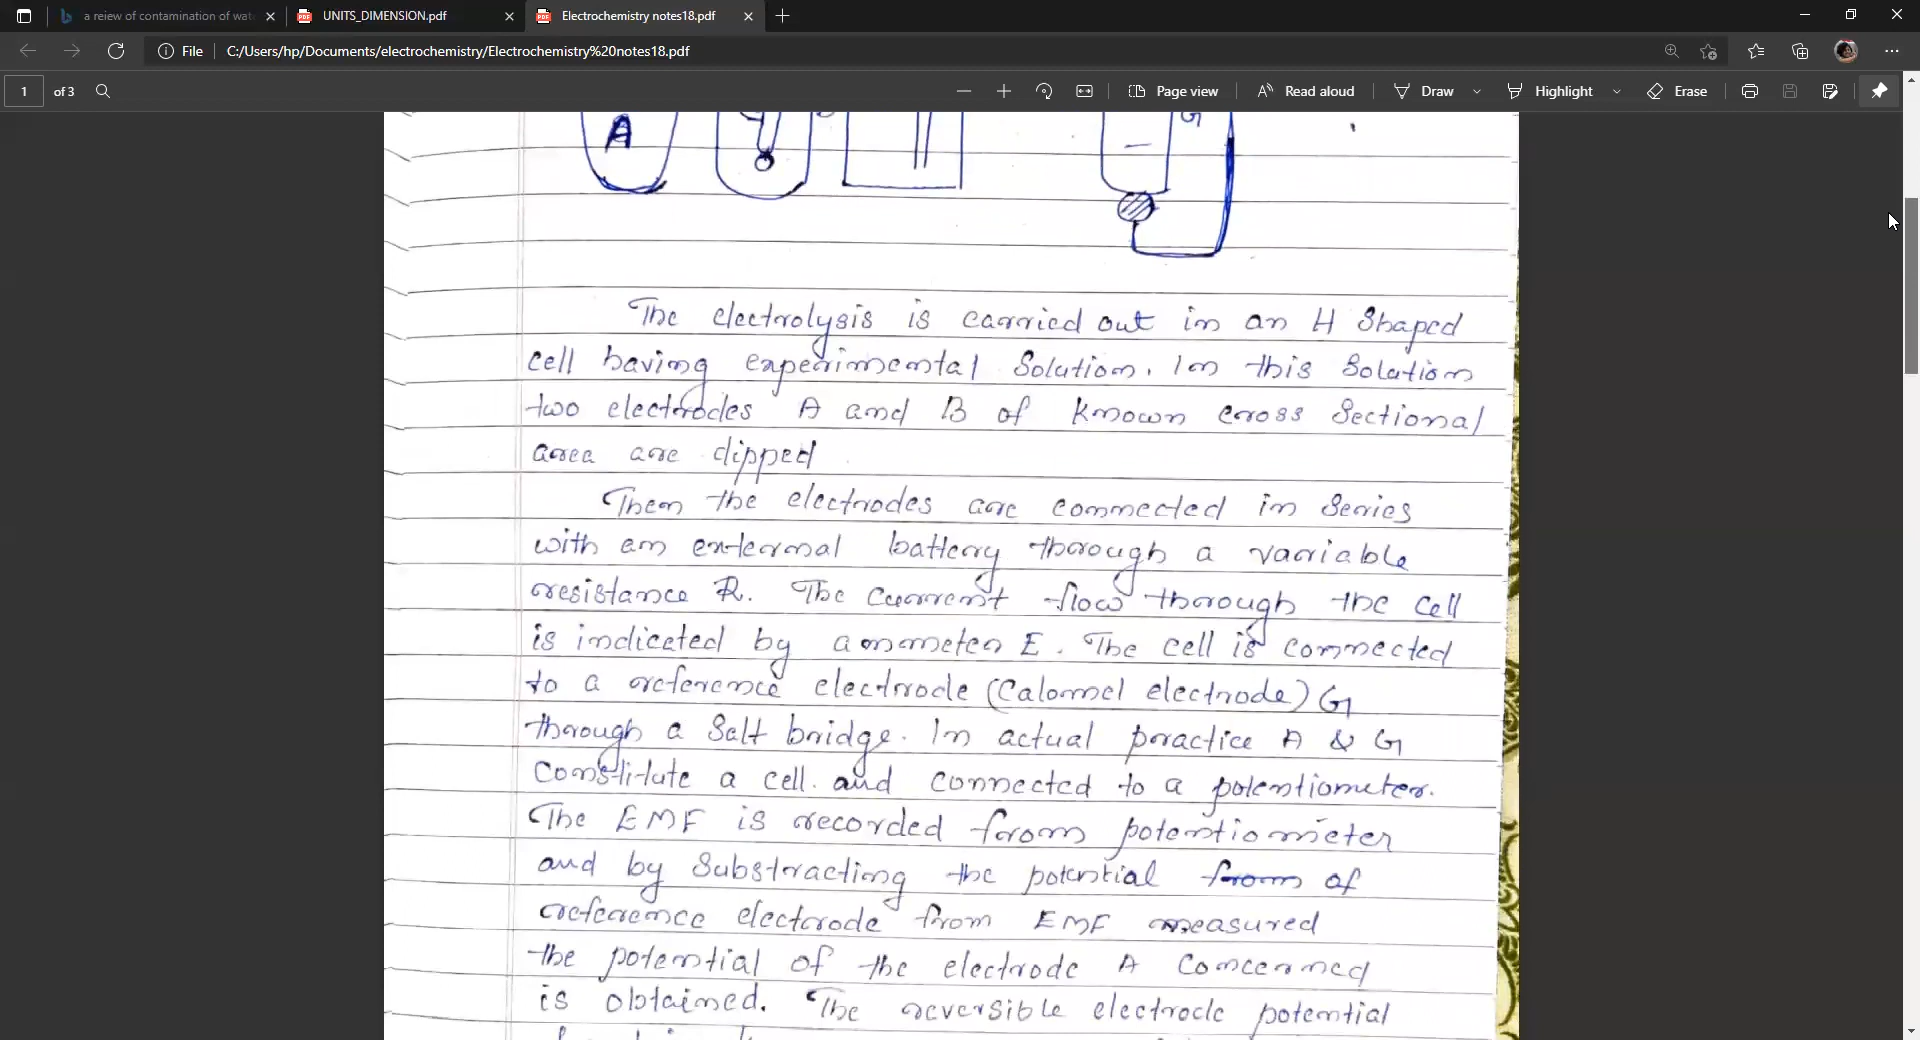 a reiew of contamination of wat
UNITS_DIMENSION.pdf
Electrochemistry notes18.pdf
File
C:/Users/hp/Documents/electrochemistry/Electrochemistry%20notes18.pdf
1 of 3
Page view
Read aloud
Draw
Highlight
Erase
A
G
The electrolysis is carried out in an H Shaped
cell having experimental Solution. In this Solution
two electrodes A and B of known cross Sectional
area are dipped
Then the electrodes are connected in Series
with an external battery through a variable
resistance R. The current flow through the cell
is indicated by ammeter E. The cell is connected
to a reference electrode (Calomel electrode) G
through a Salt bridge. In actual practice A & G
Constitute a cell. and connected to a potentiometer.
The EMF is recorded from potentiometer
and by Substracting the potential from of
reference electrode from EMF measured
the potential of the electrode A Concerned
is obtained. The reversible electrode potential